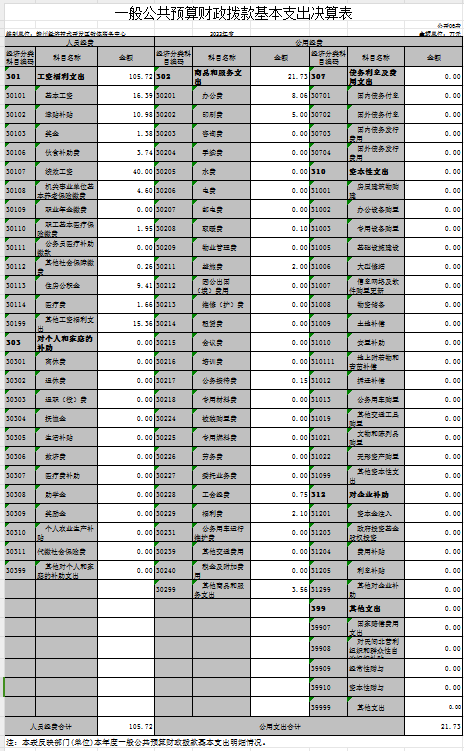 一般公共预算财政拨款基本支出决算表
公开06表
2022年度 金额单位：万元
人员经费 公用经费
经济分类科目编码 科目名称 金额 经济分类科目编码 科目名称 金额 经济分类科目编码 科目名称 金额
301 工资福利支出 105.72 302 商品和服务支出 21.73 307 债务利息及费用支出 0.00
30101 基本工资 16.39 30201 办公费 8.06 30701 国内债务付息 0.00
30102 津贴补贴 10.98 30202 印刷费 5.00 30702 国外债务付息 0.00
30103 奖金 1.38 30203 咨询费 0.00 30703 国内债务发行费用 0.00
30106 伙食补助费 3.74 30204 手续费 0.00 30704 国外债务发行费用 0.00
30107 绩效工资 40.00 30205 水费 0.00 310 资本性支出 0.00
30108 机关事业单位基本养老保险缴费 4.60 30206 电费 0.00 31001 房屋建筑物购建 0.00
30109 职业年金缴费 0.00 30207 邮电费 0.00 31002 办公设备购置 0.00
30110 职工基本医疗保险缴费 1.95 30208 取暖费 0.10 31003 专用设备购置 0.00
30111 公务员医疗补助缴款 0.00 30209 物业管理费 0.00 31005 基础设施建设 0.00
30112 其他社会保障缴费 0.26 30211 差旅费 2.00 31006 大型修缮 0.00
30113 住房公积金 9.41 30212 因公出国（境）费用 0.00 31007 信息网络及软件购置更新 0.00
30114 医疗费 1.66 30213 维修（护）费 0.00 31008 物资储备 0.00
30199 其他工资福利支出 15.36 30214 租赁费 0.00 31009 土地补偿 0.00
303 对个人和家庭的补助 0.00 30215 会议费 0.00 31010 安置补助 0.00
30301 离休费 0.00 30216 培训费 0.00 310111 地上附着物和青苗补偿 0.00
30302 退休费 0.00 30217 公务接待费 0.15 31012 拆迁补偿 0.00
30303 退职（役）费 0.00 30218 专用材料费 0.00 31013 公务用车购置 0.00
30304 抚恤金 0.00 30224 被装购置费 0.00 31019 其他交通工具购置 0.00
30305 生活补贴 0.00 30225 专用燃料费 0.00 31021 文物和陈列品购置 0.00
30306 救济费 0.00 30226 劳务费 0.00 31022 无形资产购置 0.00
30307 医疗费补助 0.00 30227 委托业务费 0.00 31099 其他资本性支出 0.00
30308 助学金 0.00 30228 工会经费 0.75 312 对企业补助 0.00
30309 奖励金 0.00 30229 福利费 2.10 31201 资本金注入 0.00
30310 个人农业生产补贴 0.00 30231 公务用车运行维护费 0.00 31203 政府投资基金股权投资 0.00
30311 代缴社会保险费 0.00 30239 其他交通费用 0.00 31204 费用补贴 0.00
30399 其他对个人和家庭的补助支出 0.00 30240 税金及附加费用 0.00 31205 利息补贴 0.00
30299 其他商品和服务支出 3.56 31299 其他对企业补助 0.00
399 其他支出 0.00
39907 国家赔偿费用支出 0.00
39908 对民间非营利组织和群众性自 0.00
39909 经常性赠与 0.00
39910 资本性赠与 0.00
39999 其他支出 0.00
人员经费合计 105.72 公用支出合计 21.73
注：本表反映部门(单位)本年度一般公共预算财政拨款基本支出明细情况。